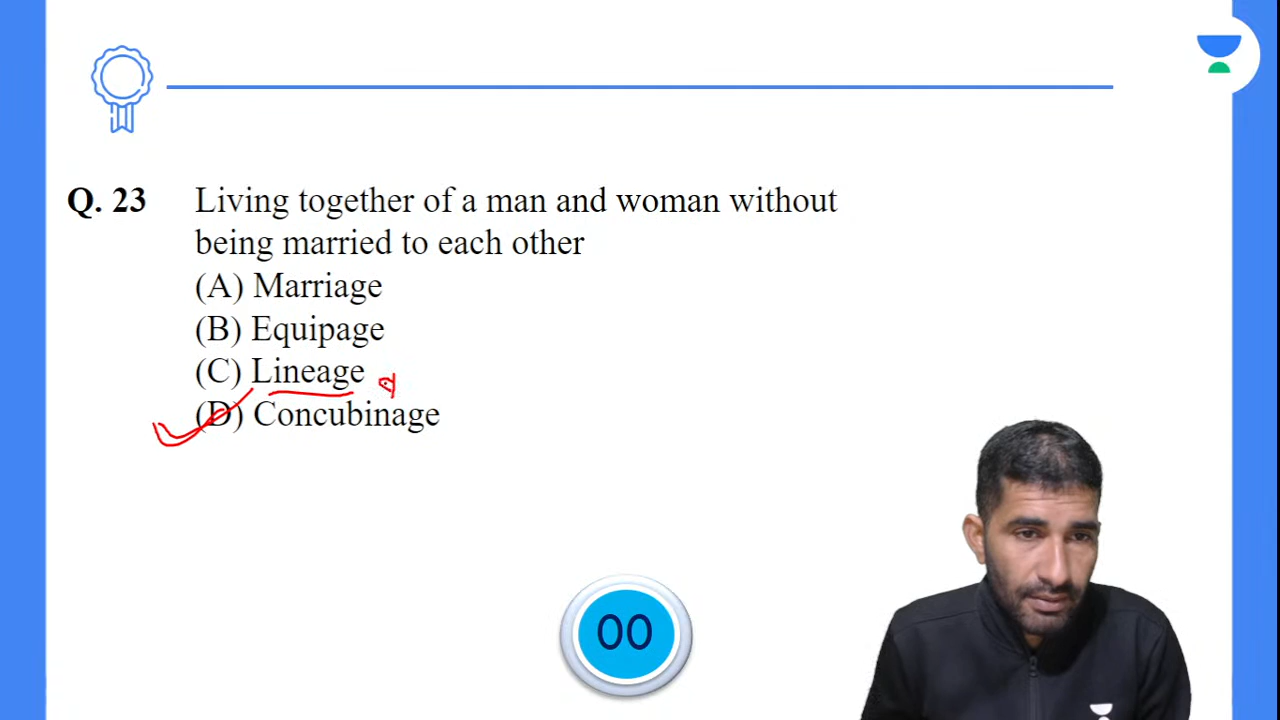 Q. 23 Living together of a man and woman without
being married to each other
(A) Marriage
(B) Equipage
(C) Lineage
(D) Concubinage
00